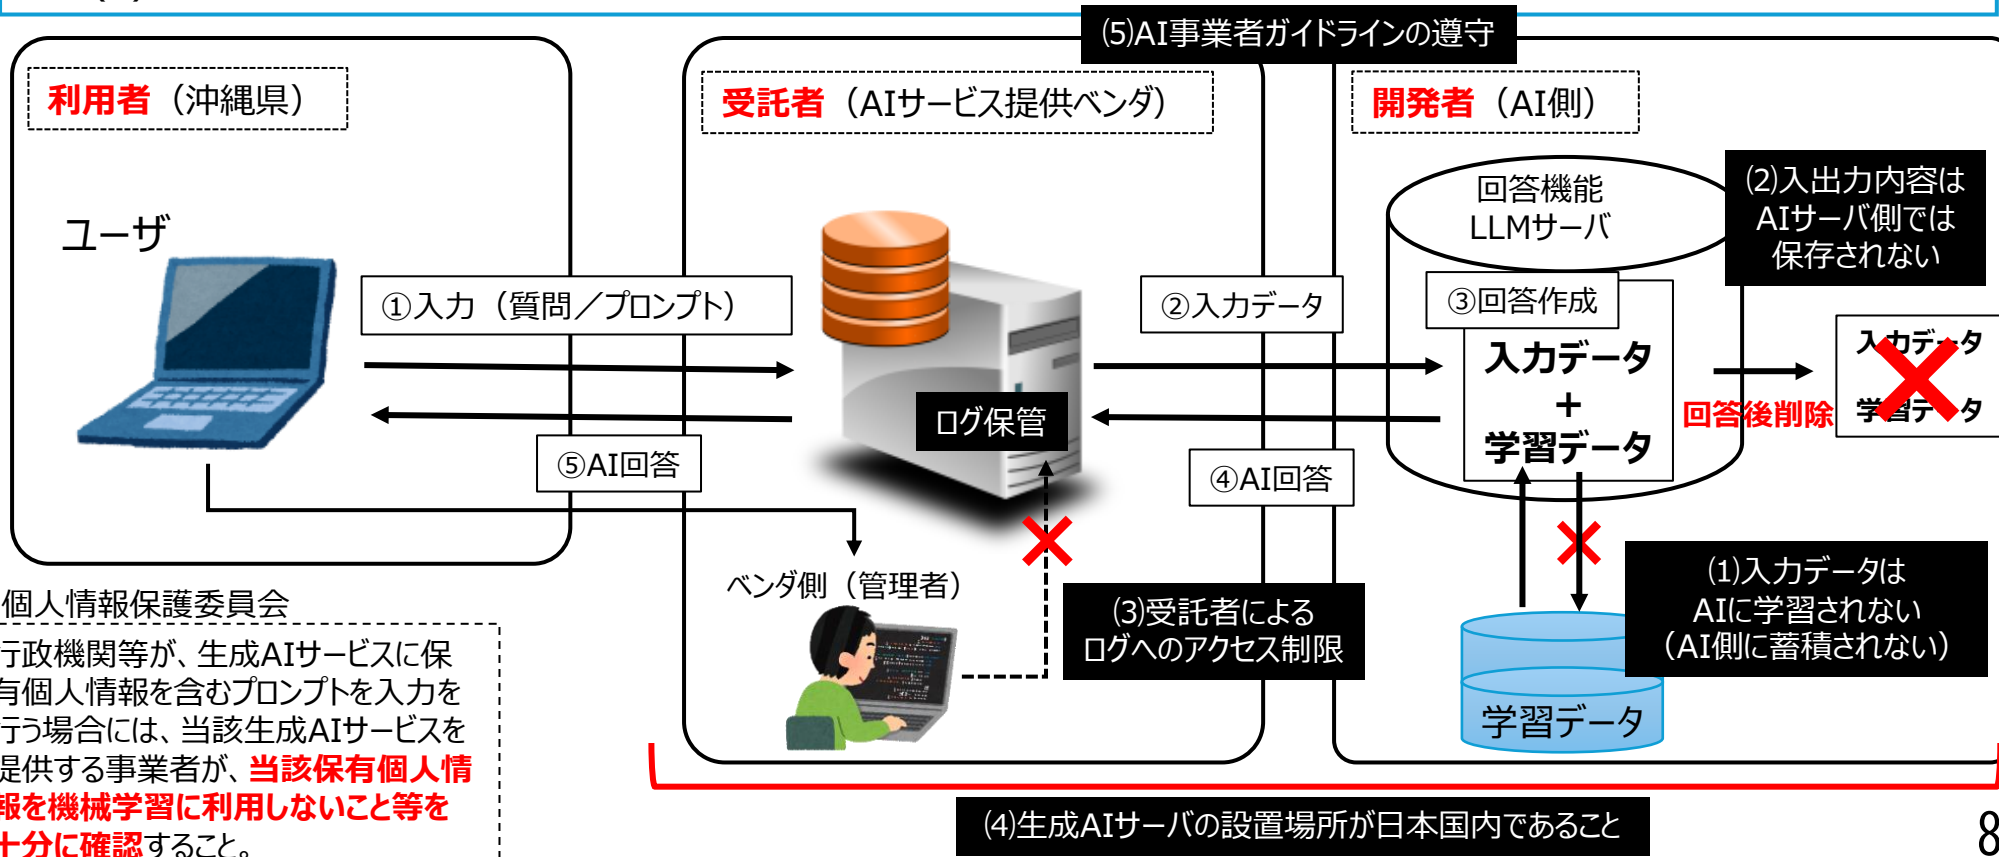 ⑸AI事業者ガイドラインの遵守
利用者（沖縄県）
受託者（AIサービス提供ベンダ）
開発者（AI側）
ユーザ
①入力（質問／プロンプト）
②入力データ
回答機能
LLMサーバ
③回答作成
入力データ
+
学習データ
⑵入出力内容は
AIサーバ側では
保存されない
回答後削除
入力データ
学習データ
ログ保管
④AI回答
⑤AI回答
ベンダ側（管理者）
⑶受託者による
ログへのアクセス制限
⑴入力データは
AIに学習されない
（AI側に蓄積されない）
学習データ
個人情報保護委員会
行政機関等が、生成AIサービスに保
有個人情報を含むプロンプトを入力を
行う場合には、当該生成AIサービスを
提供する事業者が、当該保有個人情
報を機械学習に利用しないこと等を
十分に確認すること。
⑷生成AIサーバの設置場所が日本国内であること
8